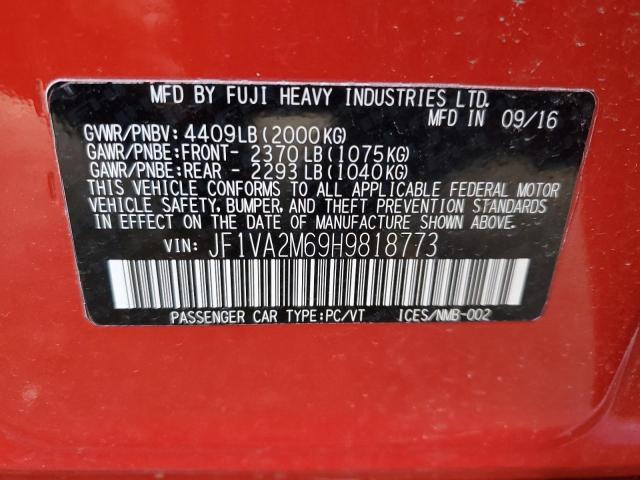 MFD BY FUJI HEAVY INDUSTRIES LTD.
MFD IN 09/16
GVWR/PNBV: 4409LB(2000KG)
GAWR/PNBE:FRONT- 2370LB(1075KG)
GAWR/PNBE:REAR - 2293LB(1040KG)
THIS VEHICLE CONFORMS TO ALL APPLICABLE FEDERAL MOTOR
VEHICLE SAFETY, BUMPER, AND THEFT PREVENTION STANDARDS
IN EFFECT ON THE DATE OF MANUFACTURE SHOWN ABOVE.
VIN: JF1VA2M69H9818773
PASSENGER CAR TYPE:PC/VT ICES/NMB-002